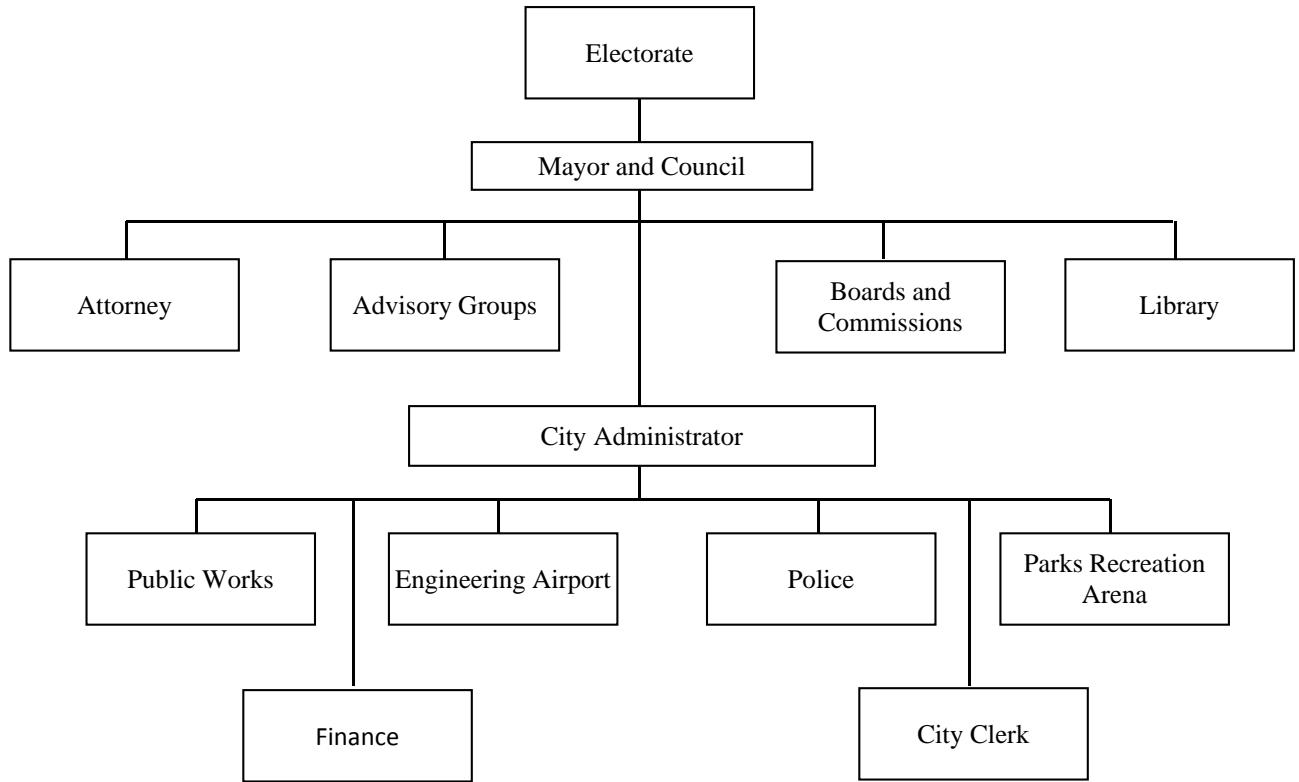 Electorate
Mayor and Council
Attorney
Advisory Groups
Boards and
Commissions
Library
City Administrator
Public Works
Engineering Airport
Police
Parks Recreation
Arena
Finance
City Clerk